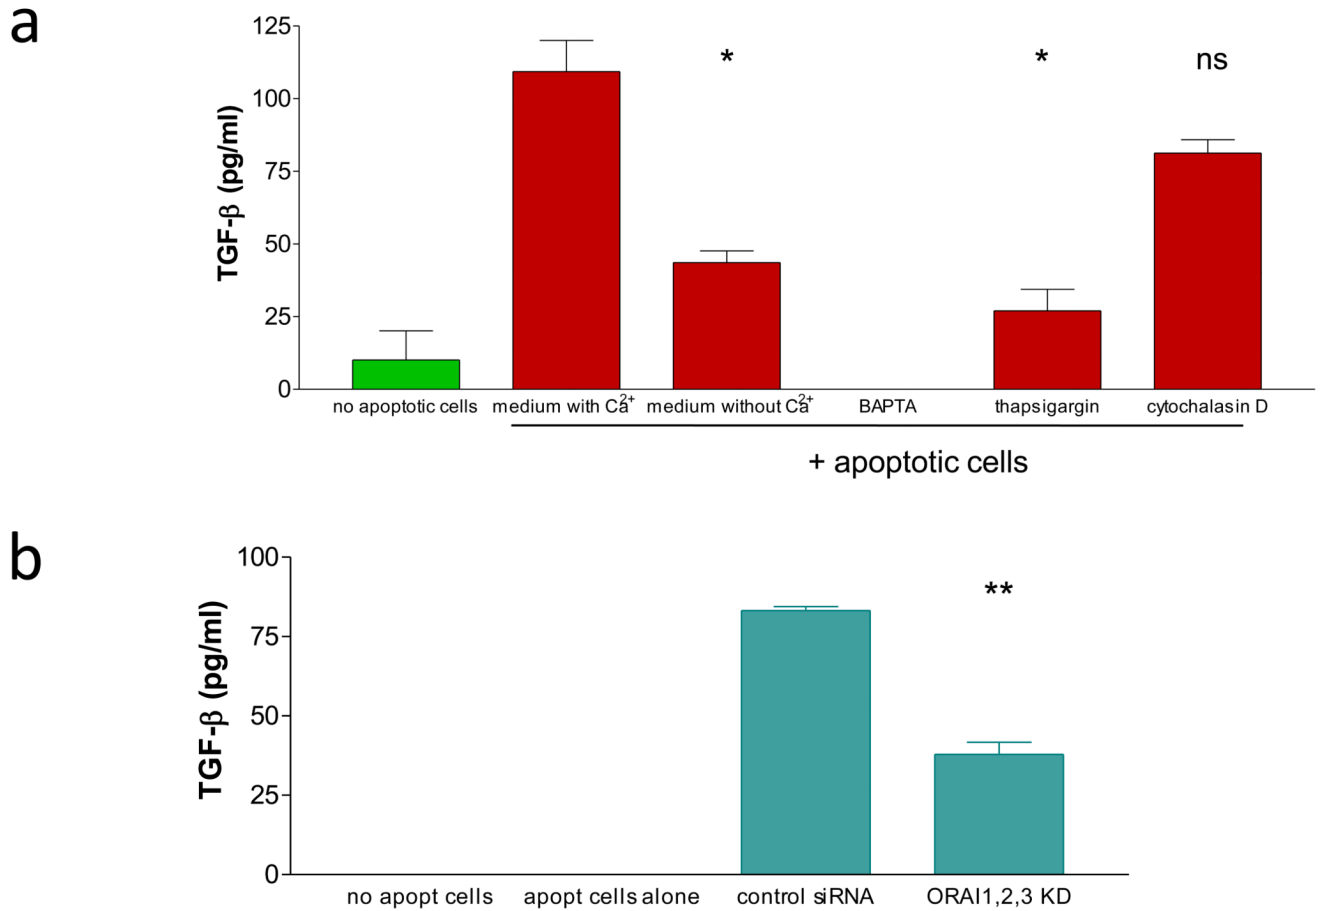 a
125
100
75
50
25
0
TGF-β (pg/ml)
* * ns
no apoptotic cells medium with Ca2+ medium without Ca2+ BAPTA thapsigargin cytochalasin D
+ apoptotic cells
b
100
75
50
25
0
TGF-β (pg/ml)
**
no apopt cells apopt cells alone control siRNA ORAI1,2,3 KD